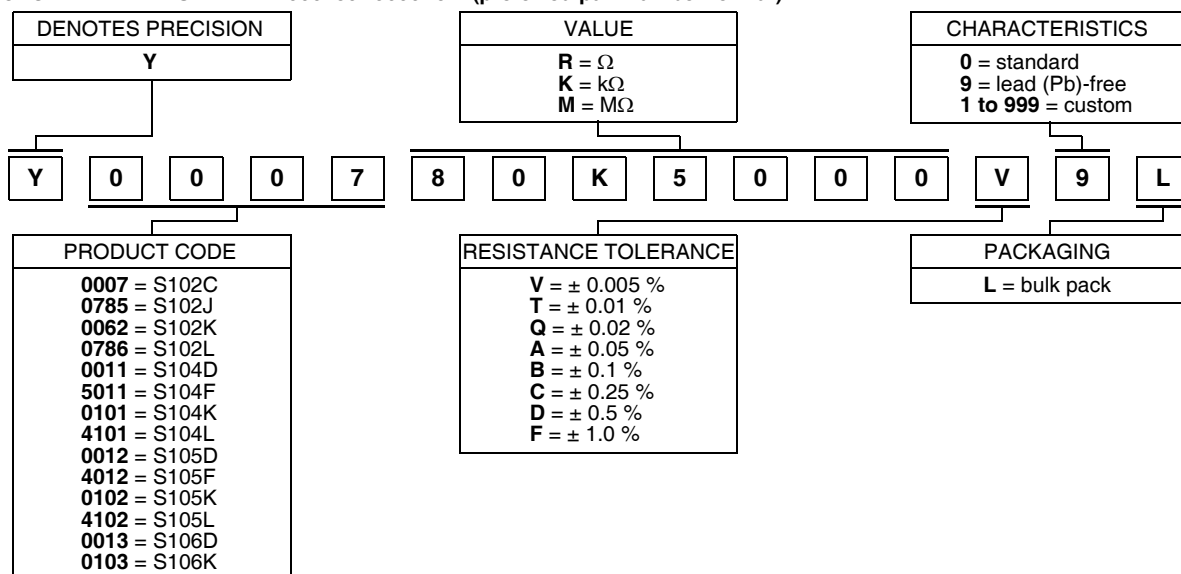 DENOTES PRECISION
Y
VALUE
R = Ω
K = kΩ
M = MΩ
CHARACTERISTICS
0 = standard
9 = lead (Pb)-free
1 to 999 = custom
Y 0 0 0 7 8 0 K 5 0 0 0 V 9 L
PRODUCT CODE
0007 = S102C
0785 = S102J
0062 = S102K
0786 = S102L
0011 = S104D
5011 = S104F
0101 = S104K
4101 = S104L
0012 = S105D
4012 = S105F
0102 = S105K
4102 = S105L
0013 = S106D
0103 = S106K
RESISTANCE TOLERANCE
V = ± 0.005 %
T = ± 0.01 %
Q = ± 0.02 %
A = ± 0.05 %
B = ± 0.1 %
C = ± 0.25 %
D = ± 0.5 %
F = ± 1.0 %
PACKAGING
L = bulk pack